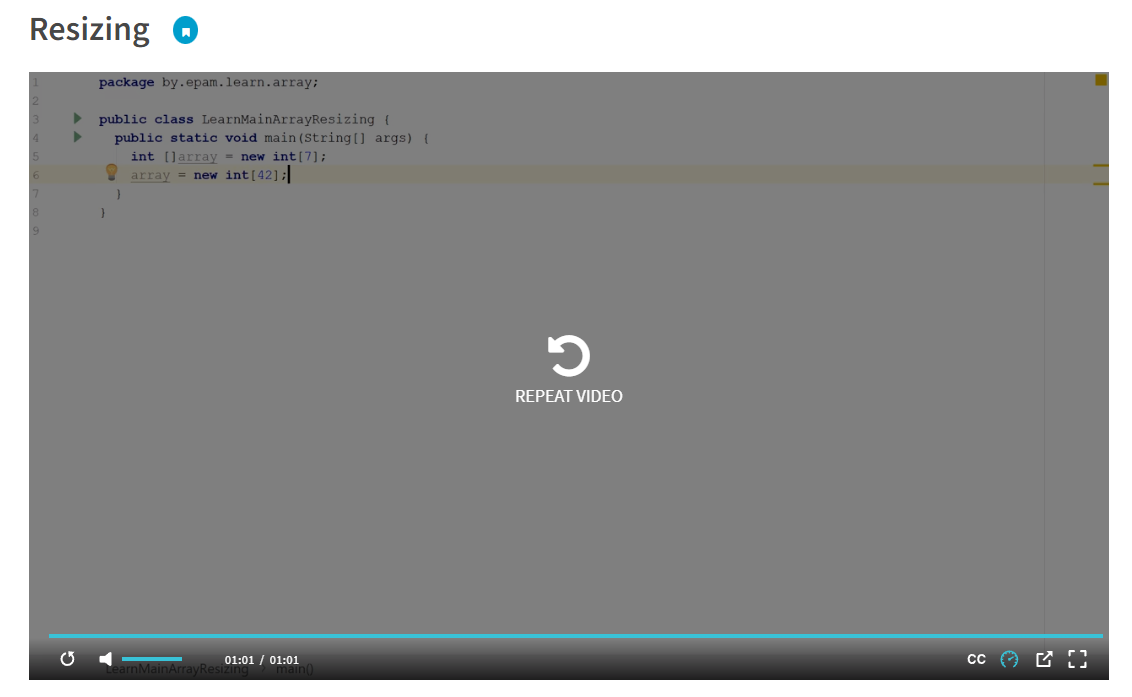 Resizing
1 package by.epam.learn.array;
2
3 public class LearnMainArrayResizing {
4 public static void main(String[] args) {
5 int []array = new int[7];
6 array = new int[42];
7 }
8 }
9
REPEAT VIDEO
LearnMainArrayResizing > main()
01:01 / 01:01 CC